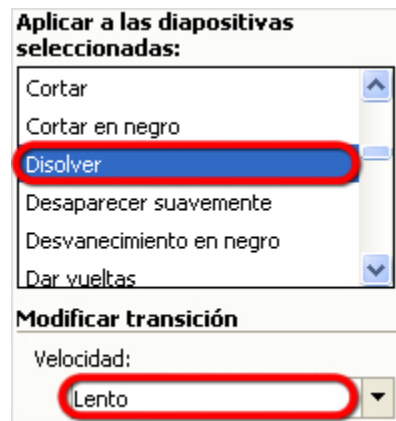 Aplicar a las diapositivas
seleccionadas:
Cortar
Cortar en negro
Disolver
Desaparecer suavemente
Desvanecimiento en negro
Dar vueltas
Modificar transición
Velocidad:
Lento